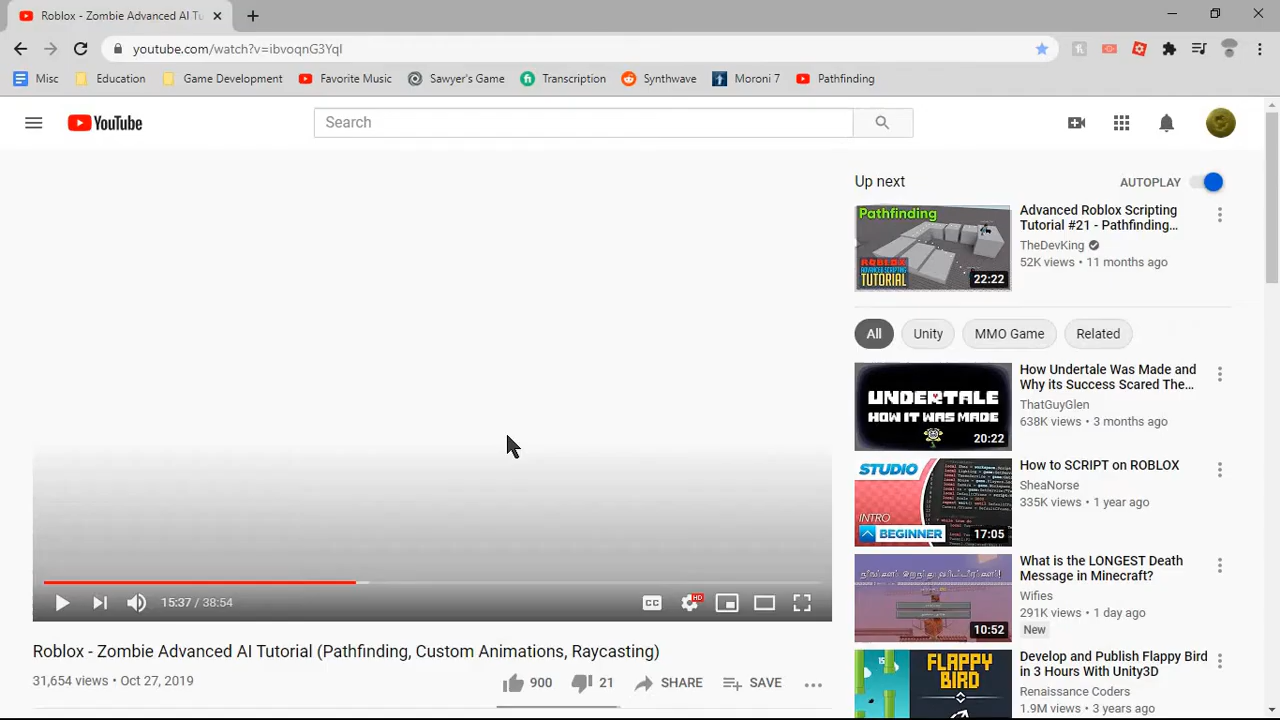 Roblox - Zombie Advanced AI Tu
youtube.com/watch?v=ibvoqnG3YqI
Misc
Education
Game Development
Favorite Music
Sawyer's Game
Transcription
Synthwave
Moroni 7
Pathfinding
YouTube
Search
Up next
AUTOPLAY
Pathfinding
ROBLOX
ADVANCED SCRIPTING
TUTORIAL
22:22
Advanced Roblox Scripting
Tutorial #21 - Pathfinding...
TheDevKing
52K views • 11 months ago
All
Unity
MMO Game
Related
UNDERTALE
HOW IT WAS MADE
20:22
How Undertale Was Made and
Why its Success Scared The...
ThatGuyGlen
638K views • 3 months ago
STUDIO
INTRO
BEGINNER
17:05
How to SCRIPT on ROBLOX
SheaNorse
335K views • 1 year ago
10:52
What is the LONGEST Death
Message in Minecraft?
Wifies
291K views • 1 day ago
New
FLAPPY
BIRD
Develop and Publish Flappy Bird
in 3 Hours With Unity3D
Renaissance Coders
1.9M views • 3 years ago
15:37 / 38:54
CC
HD
Roblox - Zombie Advanced AI Tutorial (Pathfinding, Custom Animations, Raycasting)
31,654 views • Oct 27, 2019
900
21
SHARE
SAVE